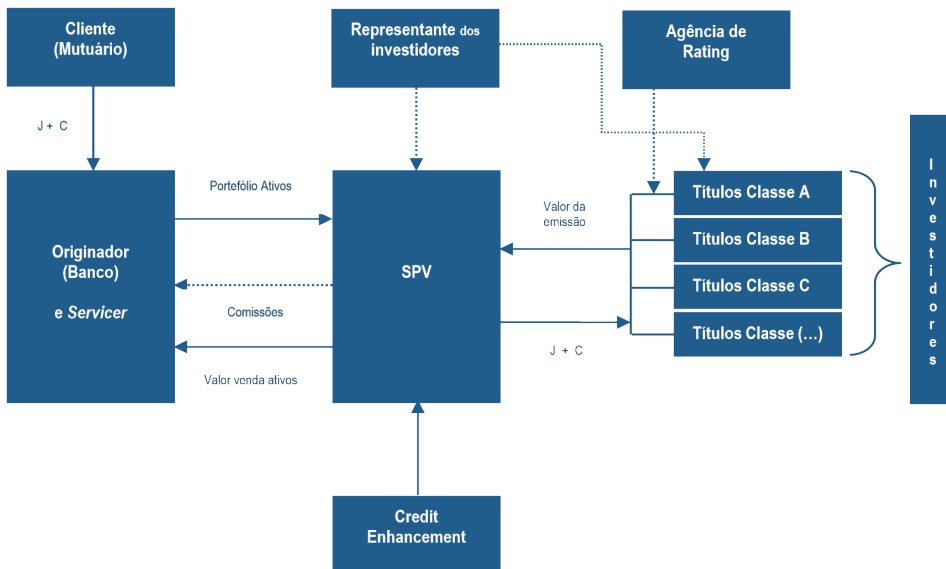 Cliente
(Mutuário)
Representante dos
investidores
Agência de
Rating
J + C
Originador
(Banco)
e Servicer
Portefólio Ativos
Comissões
Valor venda ativos
SPV
Valor da
emissão
J + C
Títulos Classe A
Títulos Classe B
Títulos Classe C
Títulos Classe (...)
Investidores
Credit
Enhancement